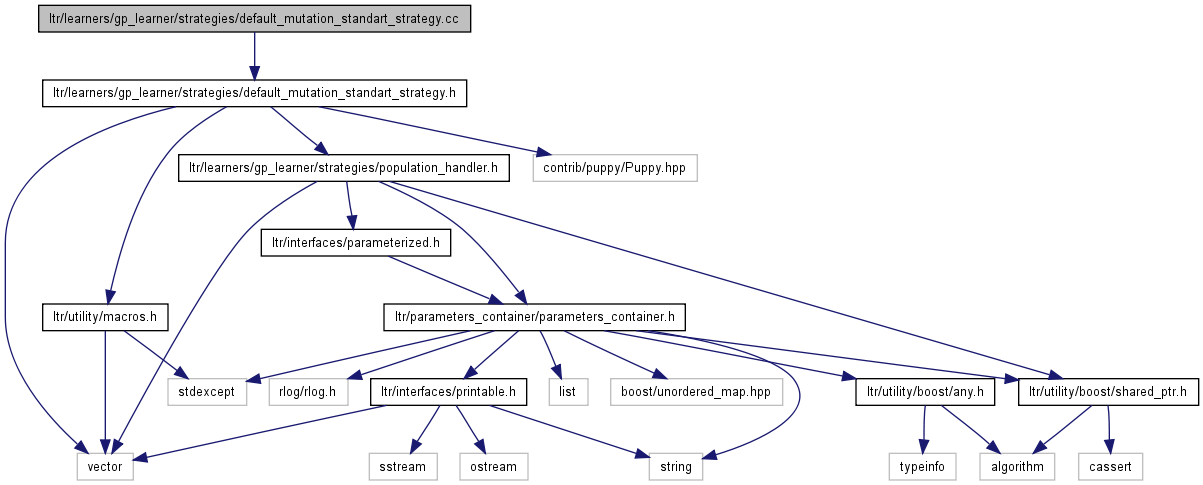 ltr/learners/gp_learner/strategies/default_mutation_standart_strategy.cc
ltr/learners/gp_learner/strategies/default_mutation_standart_strategy.h
ltr/learners/gp_learner/strategies/population_handler.h
contrib/puppy/Puppy.hpp
ltr/interfaces/parameterized.h
ltr/utility/macros.h
ltr/parameters_container/parameters_container.h
stdexcept
rlog/rlog.h
ltr/interfaces/printable.h
list
boost/unordered_map.hpp
ltr/utility/boost/any.h
ltr/utility/boost/shared_ptr.h
vector
sstream
ostream
string
typeinfo
algorithm
cassert